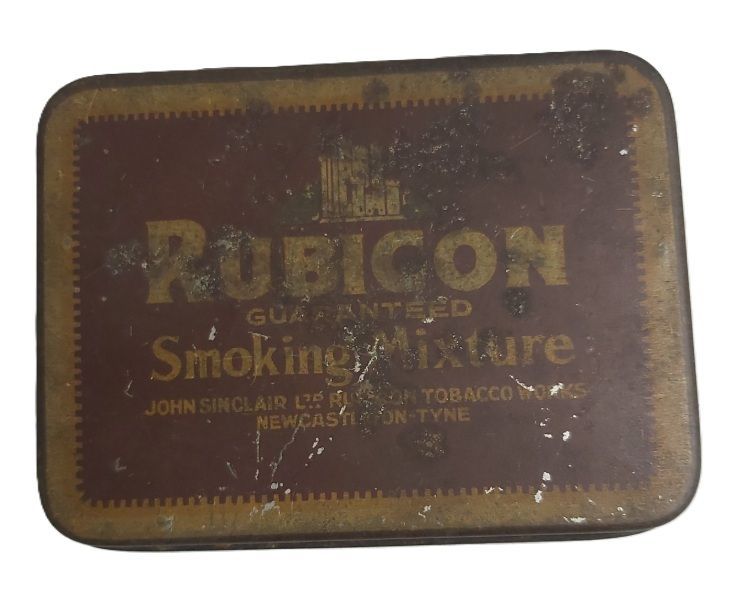 RUBICON
GUARANTEED
Smoking Mixture
JOHN SINCLAIR LTD. RUBICON TOBACCO WORKS
NEWCASTLE-ON-TYNE